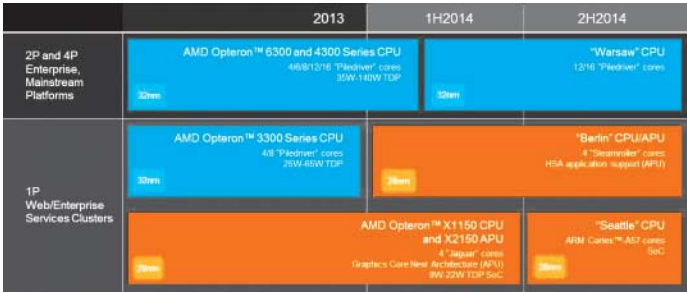 2013
1H2014
2H2014
2P and 4P
Enterprise,
Mainstream
Platforms
AMD Opteron™ 6300 and 4300 Series CPU
4/6/8/12/16 "Piledriver" cores
35W-140W TDP
32nm
"Warsaw" CPU
12/16 "Piledriver" cores
32nm
1P
Web/Enterprise
Services Clusters
AMD Opteron™ 3300 Series CPU
4/8 "Piledriver" cores
25W-65W TDP
32nm
"Berlin" CPU/APU
4 "Steamroller" cores
HSA application support (APU)
28nm
AMD Opteron™ X1150 CPU
and X2150 APU
4 "Jaguar" cores
Graphics Core Next Architecture (APU)
9W-22W TDP SoC
28nm
"Seattle" CPU
ARM Cortex™-A57 cores
SoC
28nm